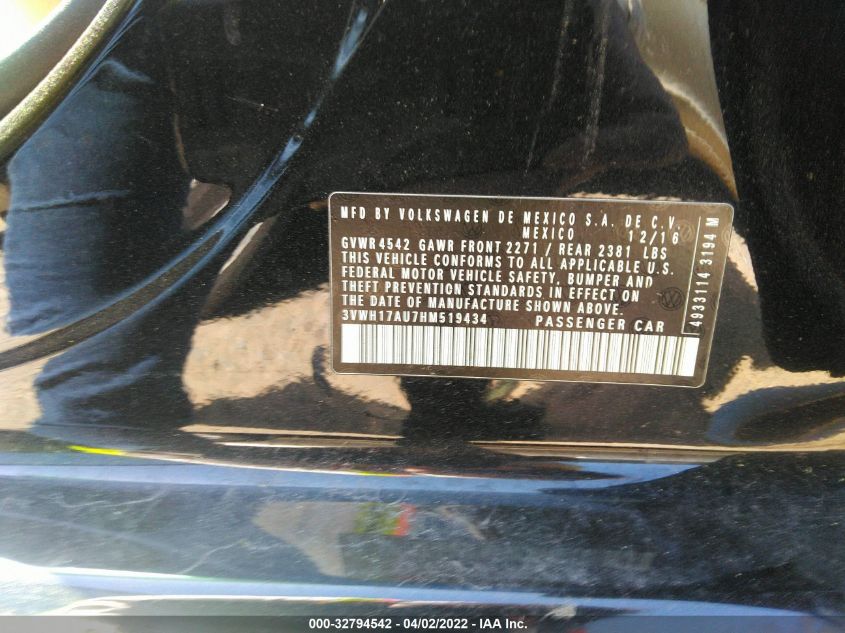 MFD BY VOLKSWAGEN DE MEXICO S.A. DE C.V.
MEXICO 12/16
GVWR 4542 GAWR FRONT 2271 / REAR 2381 LBS
THIS VEHICLE CONFORMS TO ALL APPLICABLE U.S.
FEDERAL MOTOR VEHICLE SAFETY, BUMPER AND
THEFT PREVENTION STANDARDS IN EFFECT ON
THE DATE OF MANUFACTURE SHOWN ABOVE.
3VWH17AU7HM519434 PASSENGER CAR
4933114 3194 M
000-32794542 - 04/02/2022 - IAA Inc.